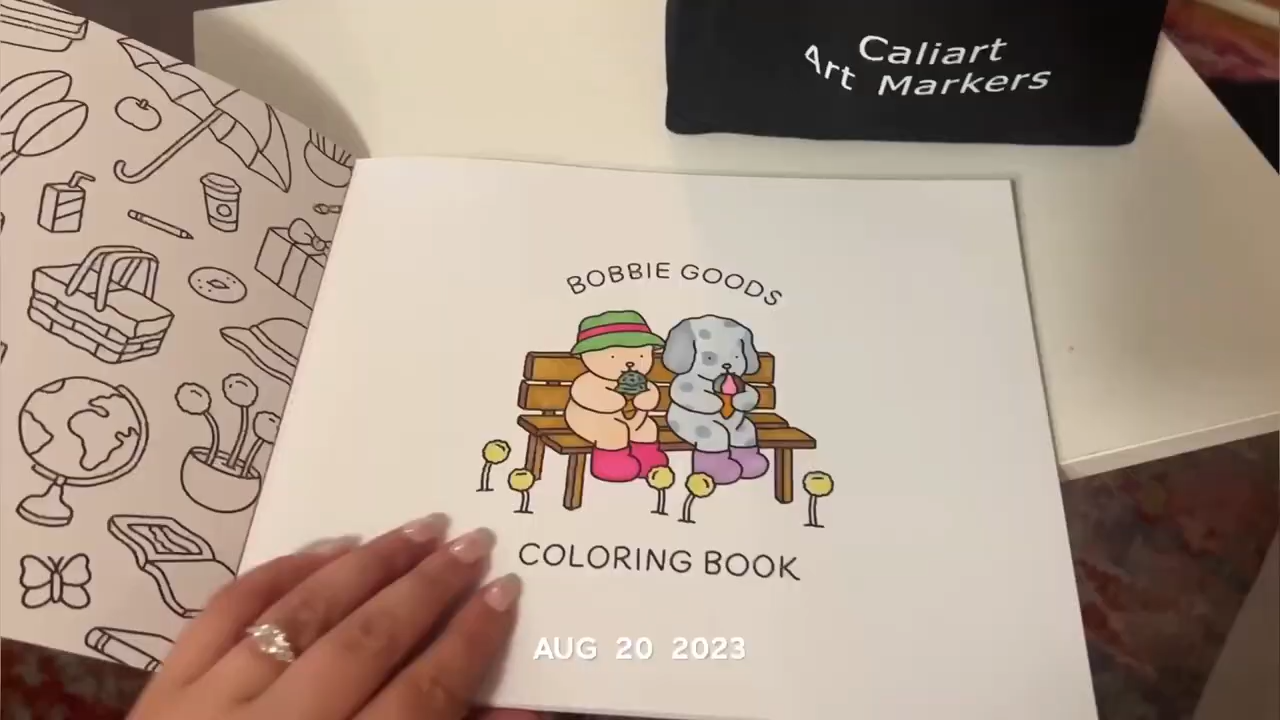 Caliart
Art Markers
BOBBIE GOODS
COLORING BOOK
AUG 20 2023